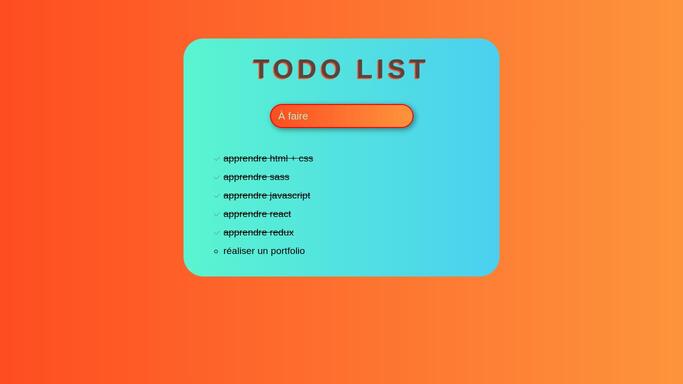 TODO LIST
À faire
apprendre html + css
apprendre sass
apprendre javascript
apprendre react
apprendre redux
réaliser un portfolio